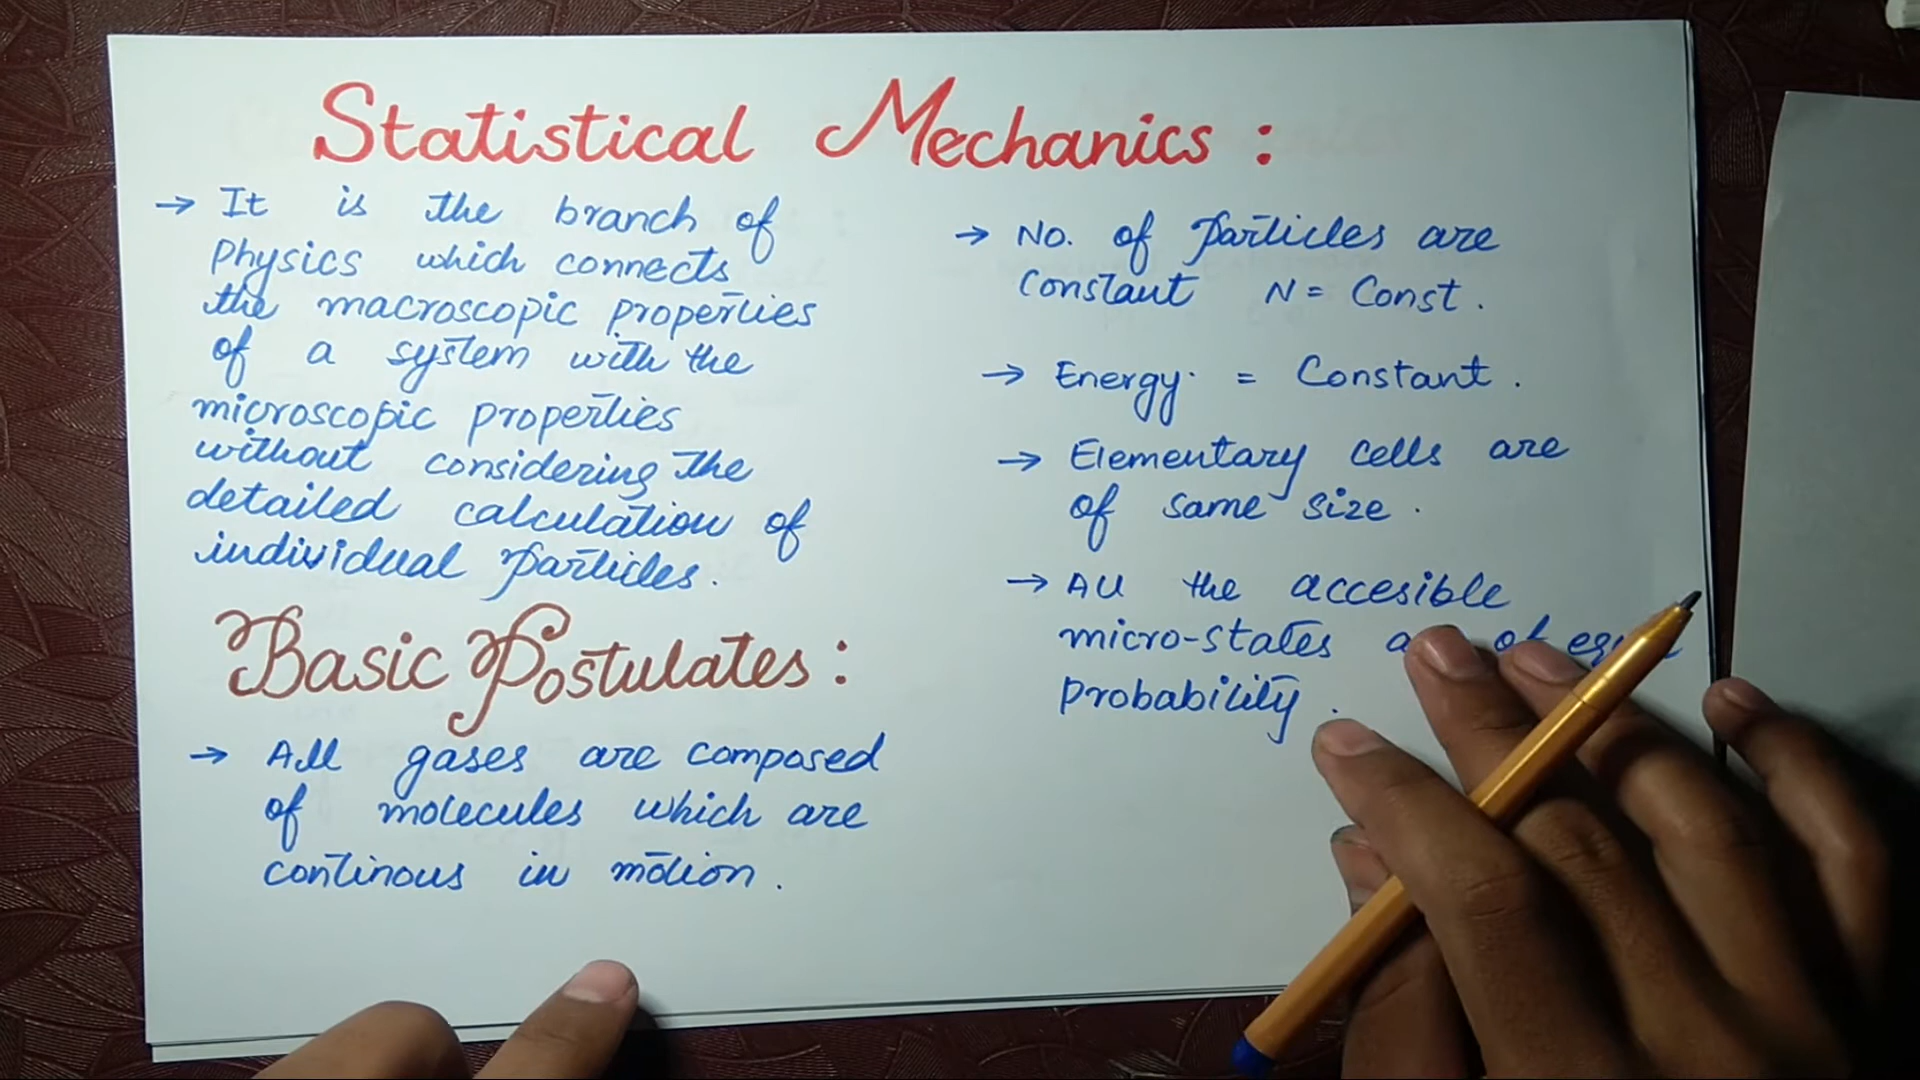 Statistical Mechanics :
→ It is the branch of
Physics which connects
the macroscopic properties
of a system with the
microscopic properties
without considering the
detailed calculation of
individual Particles.
Basic Postulates :
→ All gases are composed
of molecules which are
continous in motion.
→ No. of Particles are
Constant N = Const.
→ Energy = Constant.
→ Elementary cells are
of same size.
→ All the accesible
micro-states of
Probability.